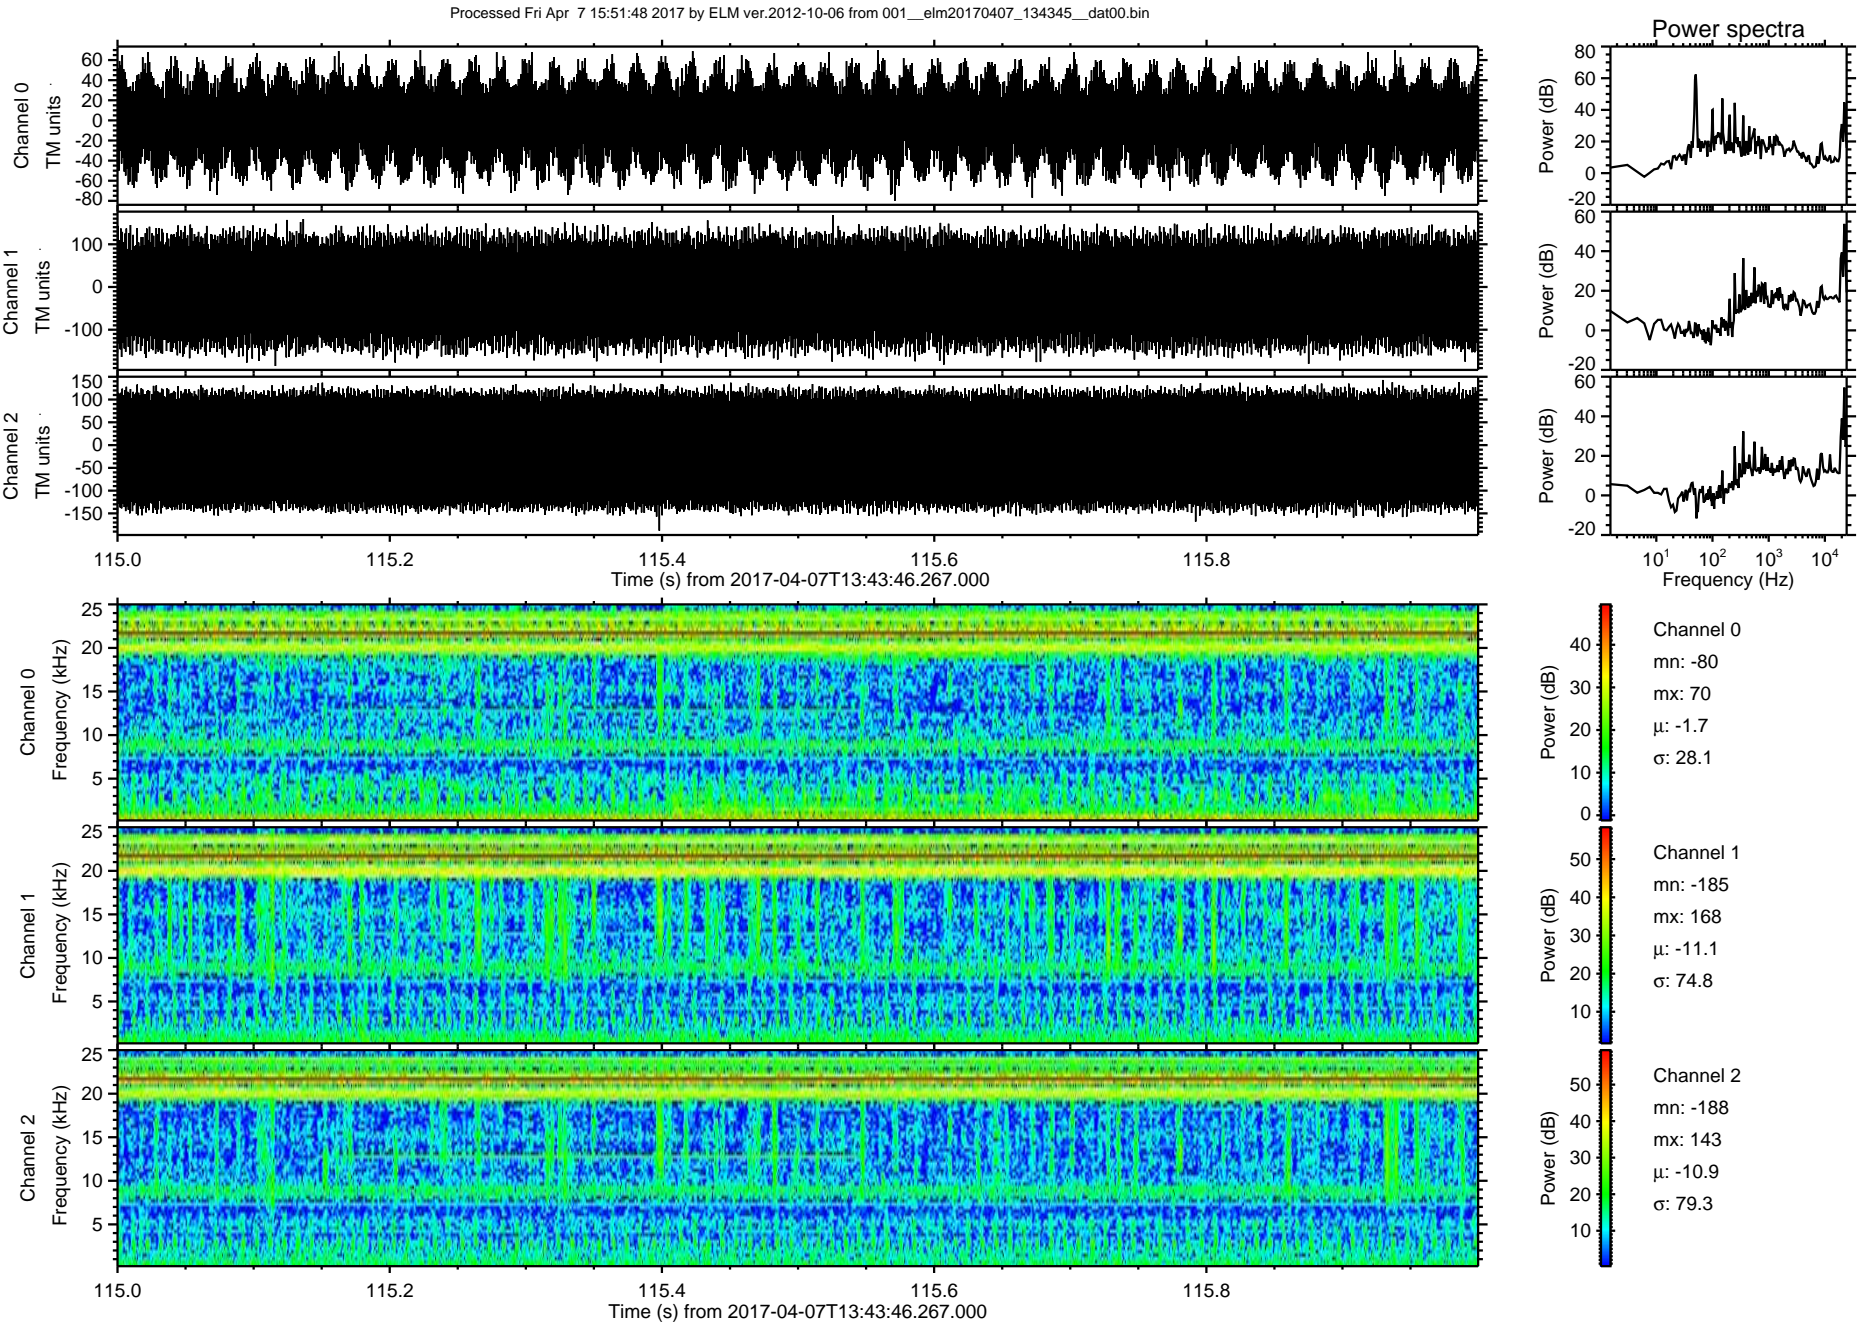 Processed Fri Apr  7 15:51:48 2017 by ELM ver.2012-10-06 from 001__elm20170407_134345__dat00.bin
Power spectra
Channel 0
TM units
60
40
20
0
-20
-40
-60
-80
Power (dB)
80
60
40
20
0
-20
Channel 1
TM units
100
0
-100
Power (dB)
60
40
20
0
-20
Channel 2
TM units
150
100
50
0
-50
-100
-150
Power (dB)
60
40
20
0
-20
115.0 115.2 115.4 115.6 115.8
Time (s) from 2017-04-07T13:43:46.267.000
10¹ 10² 10³ 10⁴
Frequency (Hz)
Channel 0
Frequency (kHz)
25
20
15
10
5
Power (dB)
40
30
20
10
0
Channel 0
mn: -80
mx: 70
μ: -1.7
σ: 28.1
Channel 1
Frequency (kHz)
25
20
15
10
5
Power (dB)
50
40
30
20
10
Channel 1
mn: -185
mx: 168
μ: -11.1
σ: 74.8
Channel 2
Frequency (kHz)
25
20
15
10
5
Power (dB)
50
40
30
20
10
Channel 2
mn: -188
mx: 143
μ: -10.9
σ: 79.3
115.0 115.2 115.4 115.6 115.8
Time (s) from 2017-04-07T13:43:46.267.000